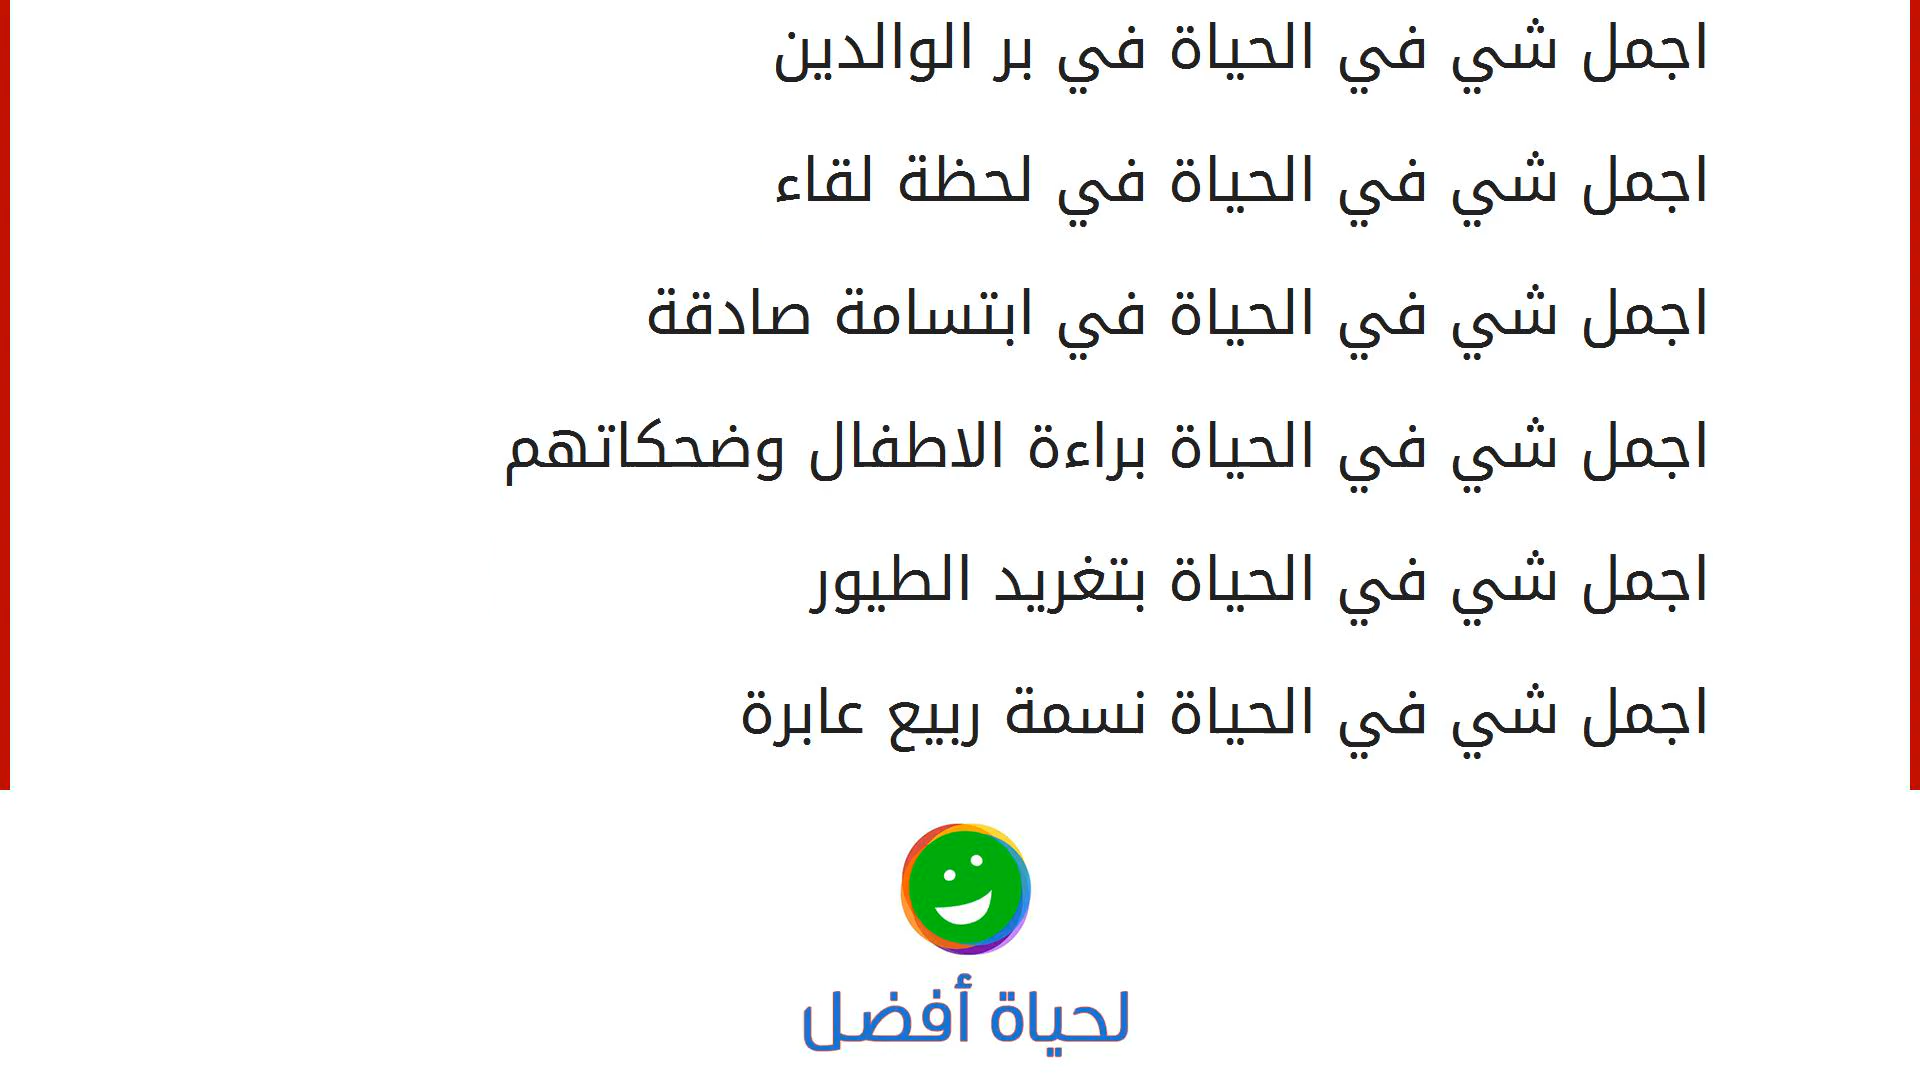 اجمل شي في الحياة في بر الوالدين
اجمل شي في الحياة في لحظة لقاء
اجمل شي في الحياة في ابتسامة صادقة
اجمل شي في الحياة براءة الاطفال وضحكاتهم
اجمل شي في الحياة بتغريد الطيور
اجمل شي في الحياة نسمة ربيع عابرة
لحياة أفضل